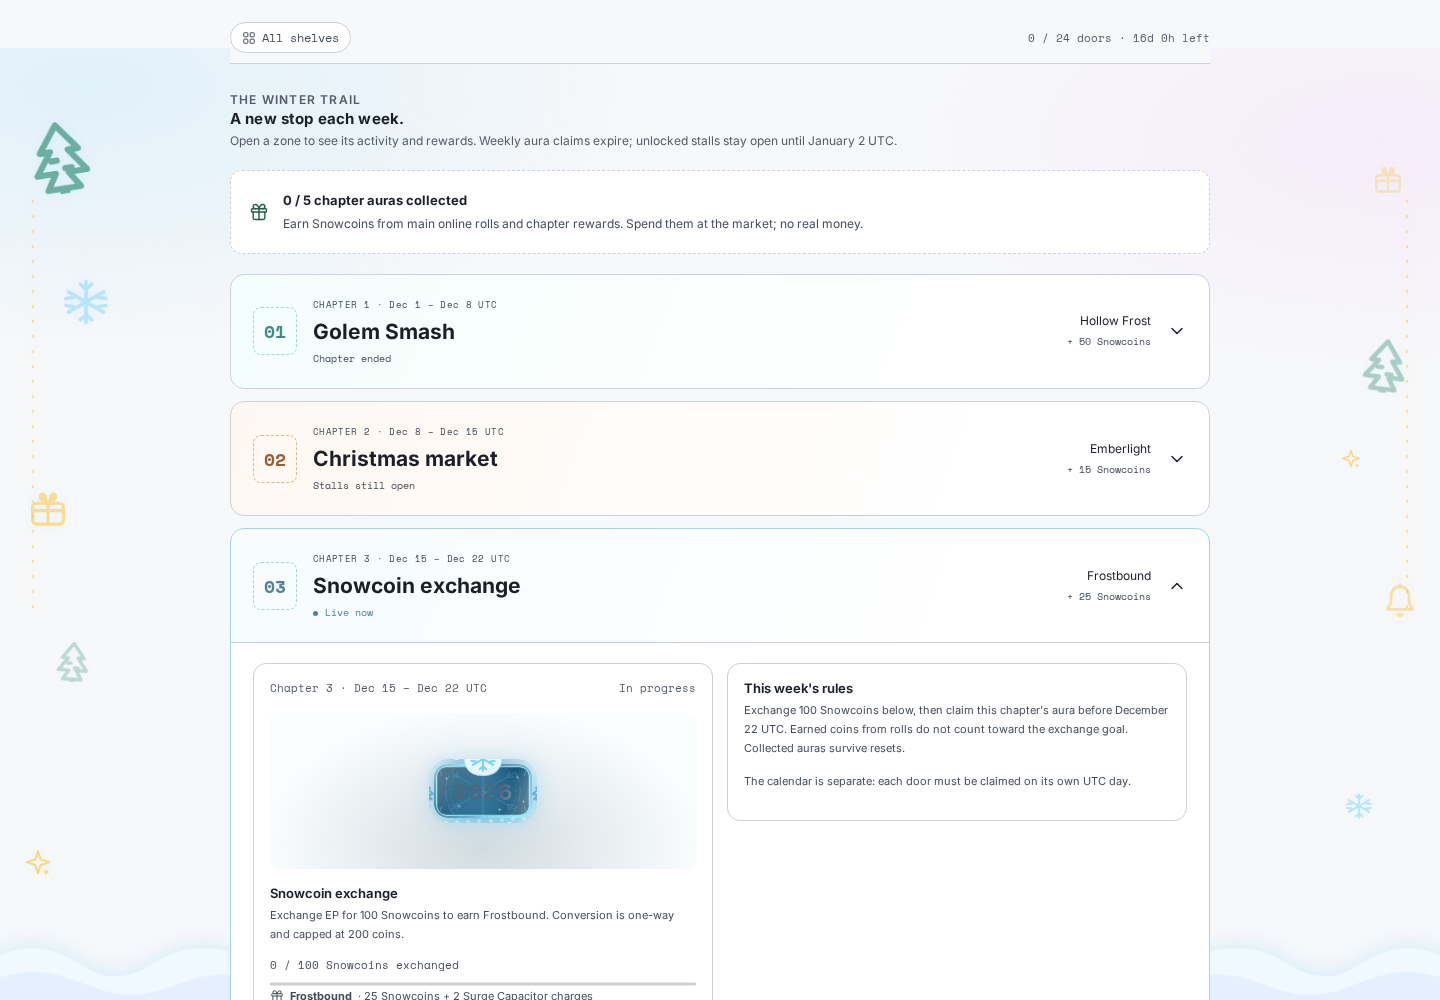 All shelves
0 / 24 doors · 16d 0h left
THE WINTER TRAIL
A new stop each week.
Open a zone to see its activity and rewards. Weekly aura claims expire; unlocked stalls stay open until January 2 UTC.
0 / 5 chapter auras collected
Earn Snowcoins from main online rolls and chapter rewards. Spend them at the market; no real money.
01
CHAPTER 1 · Dec 1 – Dec 8 UTC
Golem Smash
Chapter ended
Hollow Frost
+ 50 Snowcoins
02
CHAPTER 2 · Dec 8 – Dec 15 UTC
Christmas market
Stalls still open
Emberlight
+ 15 Snowcoins
03
CHAPTER 3 · Dec 15 – Dec 22 UTC
Snowcoin exchange
Live now
Frostbound
+ 25 Snowcoins
Chapter 3 · Dec 15 – Dec 22 UTC
In progress
Snowcoin exchange
Exchange EP for 100 Snowcoins to earn Frostbound. Conversion is one-way
and capped at 200 coins.
0 / 100 Snowcoins exchanged
Frostbound · 25 Snowcoins + 2 Surge Capacitor charges
This week's rules
Exchange 100 Snowcoins below, then claim this chapter's aura before December
22 UTC. Earned coins from rolls do not count toward the exchange goal.
Collected auras survive resets.
The calendar is separate: each door must be claimed on its own UTC day.